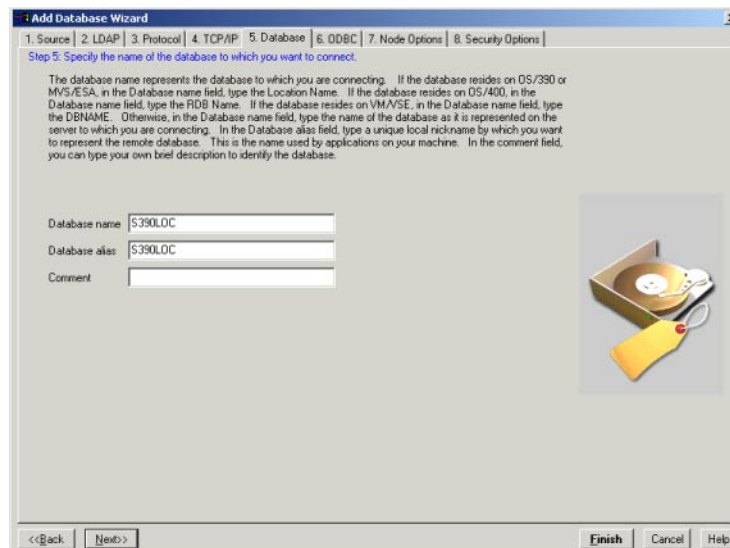 Add Database Wizard
1. Source 2. LDAP 3. Protocol 4. TCP/IP 5. Database 6. ODBC 7. Node Options 8. Security Options
Step 5: Specify the name of the database to which you want to connect.
The database name represents the database to which you are connecting. If the database resides on OS/390 or
MVS/ESA, in the Database name field, type the Location Name. If the database resides on OS/400, in the
Database name field, type the RDB Name. If the database resides on VM/VSE, in the Database name field, type
the DBNAME. Otherwise, in the Database name field, type the name of the database as it is represented on the
server to which you are connecting. In the Database alias field, type a unique local nickname by which you want
to represent the remote database. This is the name used by applications on your machine. In the comment field,
you can type your own brief description to identify the database.
Database name S390LOC
Database alias S390LOC
Comment
<<Back Next>> Finish Cancel Help